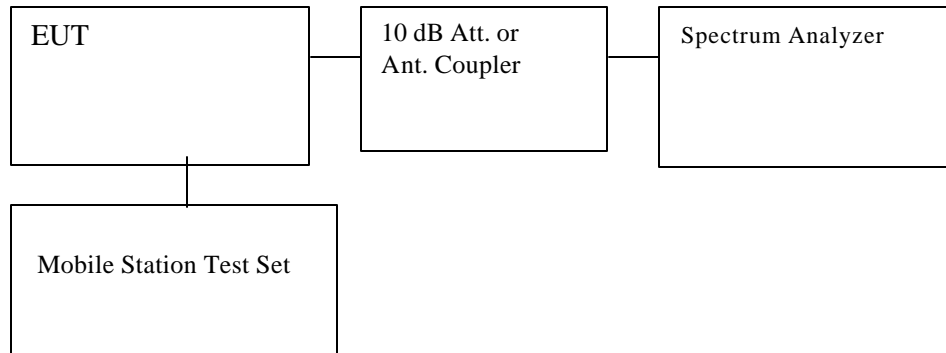 EUT
10 dB Att. or
Ant. Coupler
Spectrum Analyzer
Mobile Station Test Set